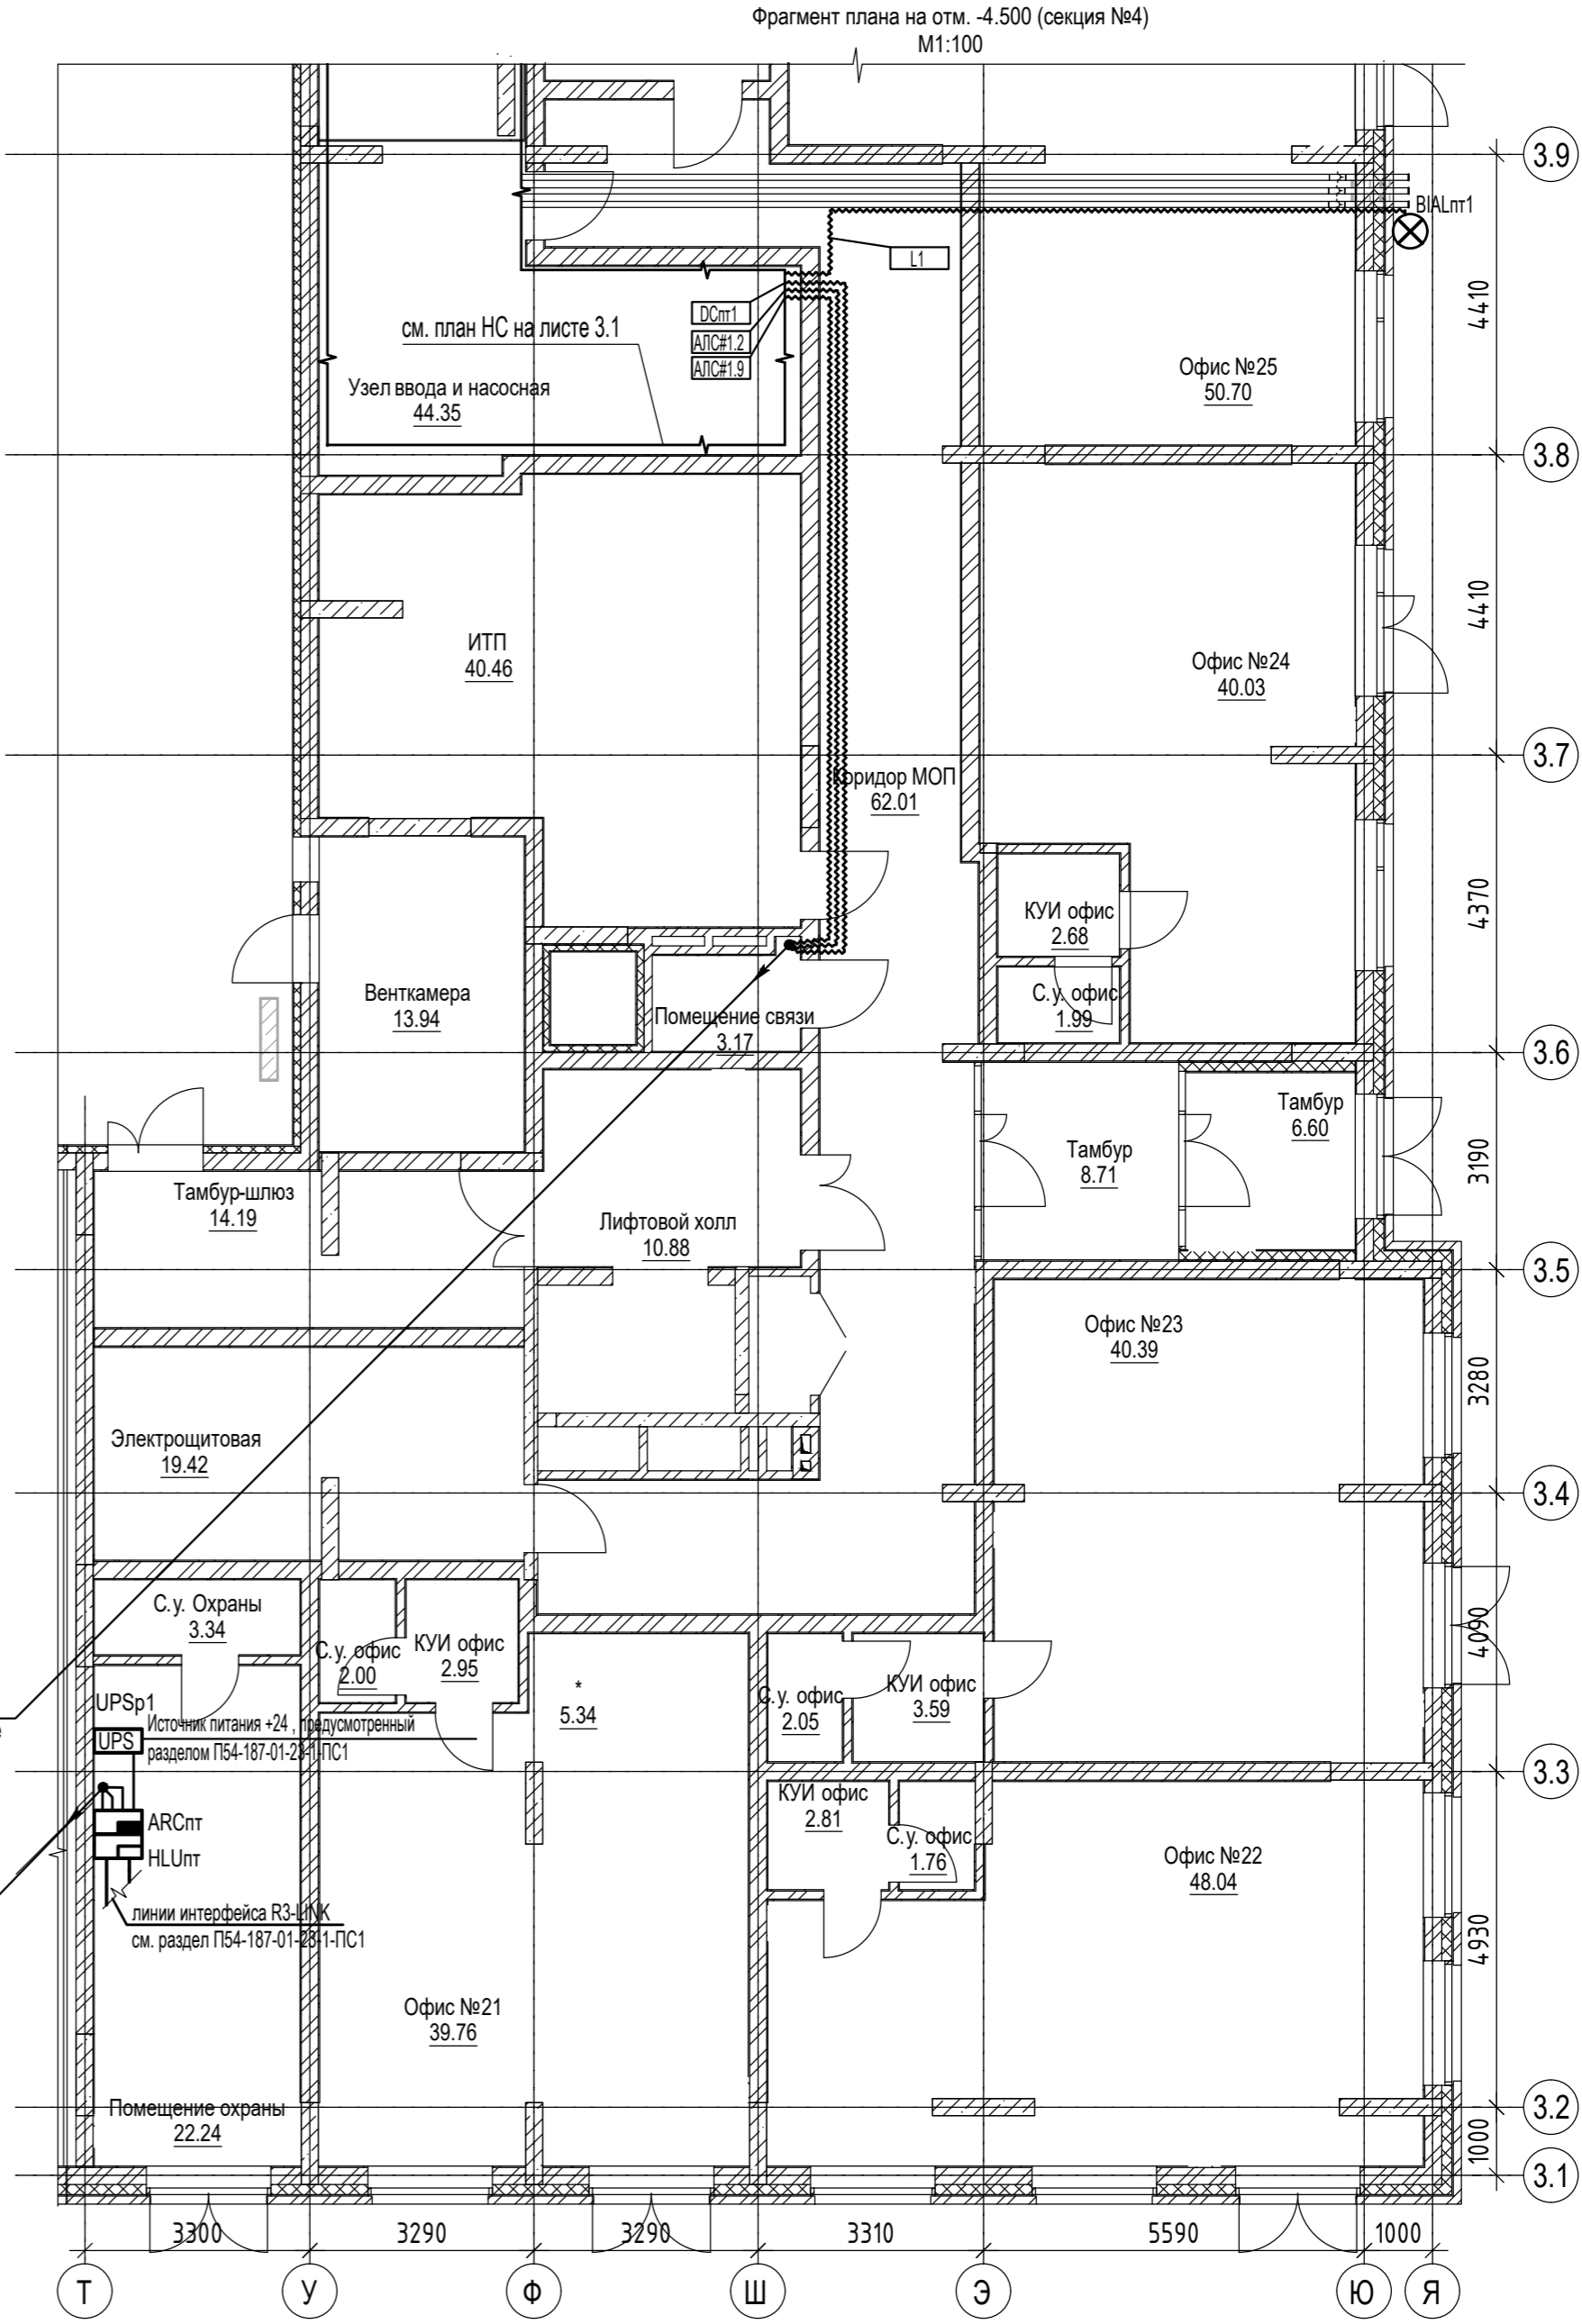 Фрагмент плана на отм. -4.500 (секция №4)
М1:100
3.9
BIALпт1
L1
4410
DCпт1
АЛС#1.2
АЛС#1.9
см. план НС на листе 3.1
Узел ввода и насосная
44.35
Офис №25
50.70
3.8
4410
ИТП
40.46
Офис №24
40.03
3.7
Коридор МОП
62.01
4370
КУИ офис
2.68
Венткамера
13.94
С.у. офис
1.99
Помещение связи
3.17
3.6
Тамбур
6.60
Тамбур
8.71
3190
Тамбур-шлюз
14.19
Лифтовой холл
10.88
3.5
Офис №23
40.39
3280
Электрощитовая
19.42
3.4
С.у. Охраны
3.34
С.у. офис
2.00
КУИ офис
2.95
4090
*
5.34
С.у. офис
2.05
КУИ офис
3.59
UPSp1
UPS
Источник питания +24 , предусмотренный
разделом П54-187-01-23-1-ПС1
3.3
КУИ офис
2.81
С.у. офис
1.76
ARCпт
HLUпт
Офис №22
48.04
линии интерфейса R3-LINK
см. раздел П54-187-01-23-1-ПС1
4930
Офис №21
39.76
Помещение охраны
22.24
3.2
1000
3.1
3300
3290
3290
3310
5590
1000
Т
У
Ф
Ш
Э
Ю
Я